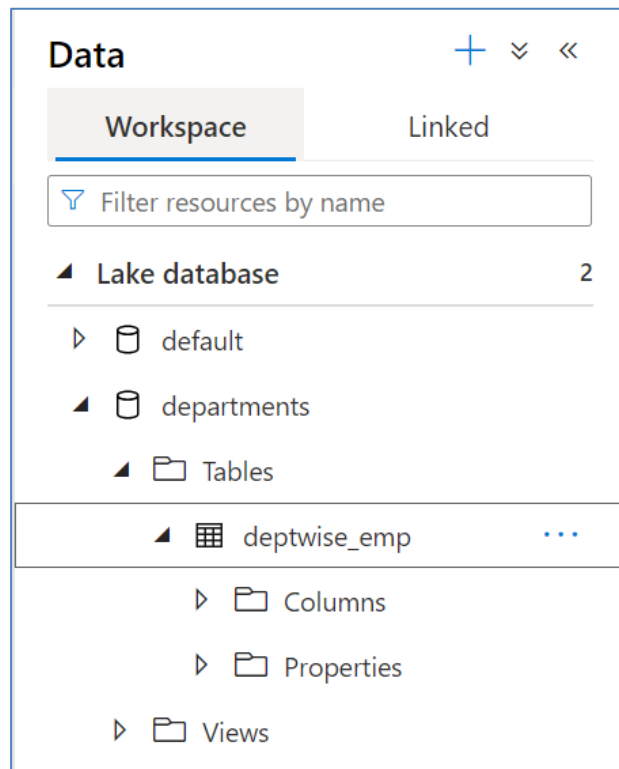 Data
Workspace Linked
Filter resources by name
Lake database 2
default
departments
Tables
deptwise_emp ...
Columns
Properties
Views